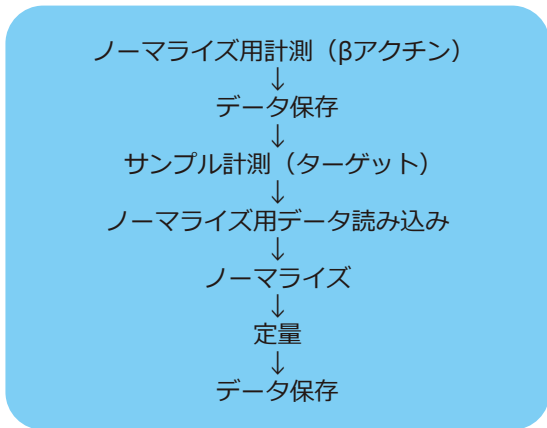 ノーマライズ用計測（βアクチン）
↓
データ保存
↓
サンプル計測（ターゲット）
↓
ノーマライズ用データ読み込み
↓
ノーマライズ
↓
定量
↓
データ保存